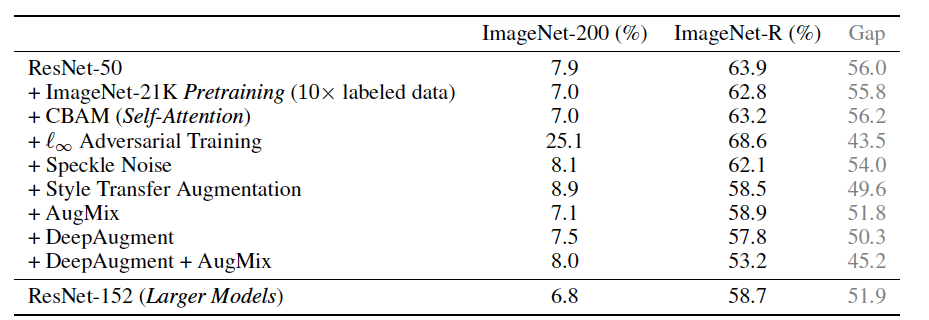 ImageNet-200 (%) ImageNet-R (%) Gap
ResNet-50 7.9 63.9 56.0
+ ImageNet-21K Pretraining (10× labeled data) 7.0 62.8 55.8
+ CBAM (Self-Attention) 7.0 63.2 56.2
+ ℓ∞ Adversarial Training 25.1 68.6 43.5
+ Speckle Noise 8.1 62.1 54.0
+ Style Transfer Augmentation 8.9 58.5 49.6
+ AugMix 7.1 58.9 51.8
+ DeepAugment 7.5 57.8 50.3
+ DeepAugment + AugMix 8.0 53.2 45.2
ResNet-152 (Larger Models) 6.8 58.7 51.9